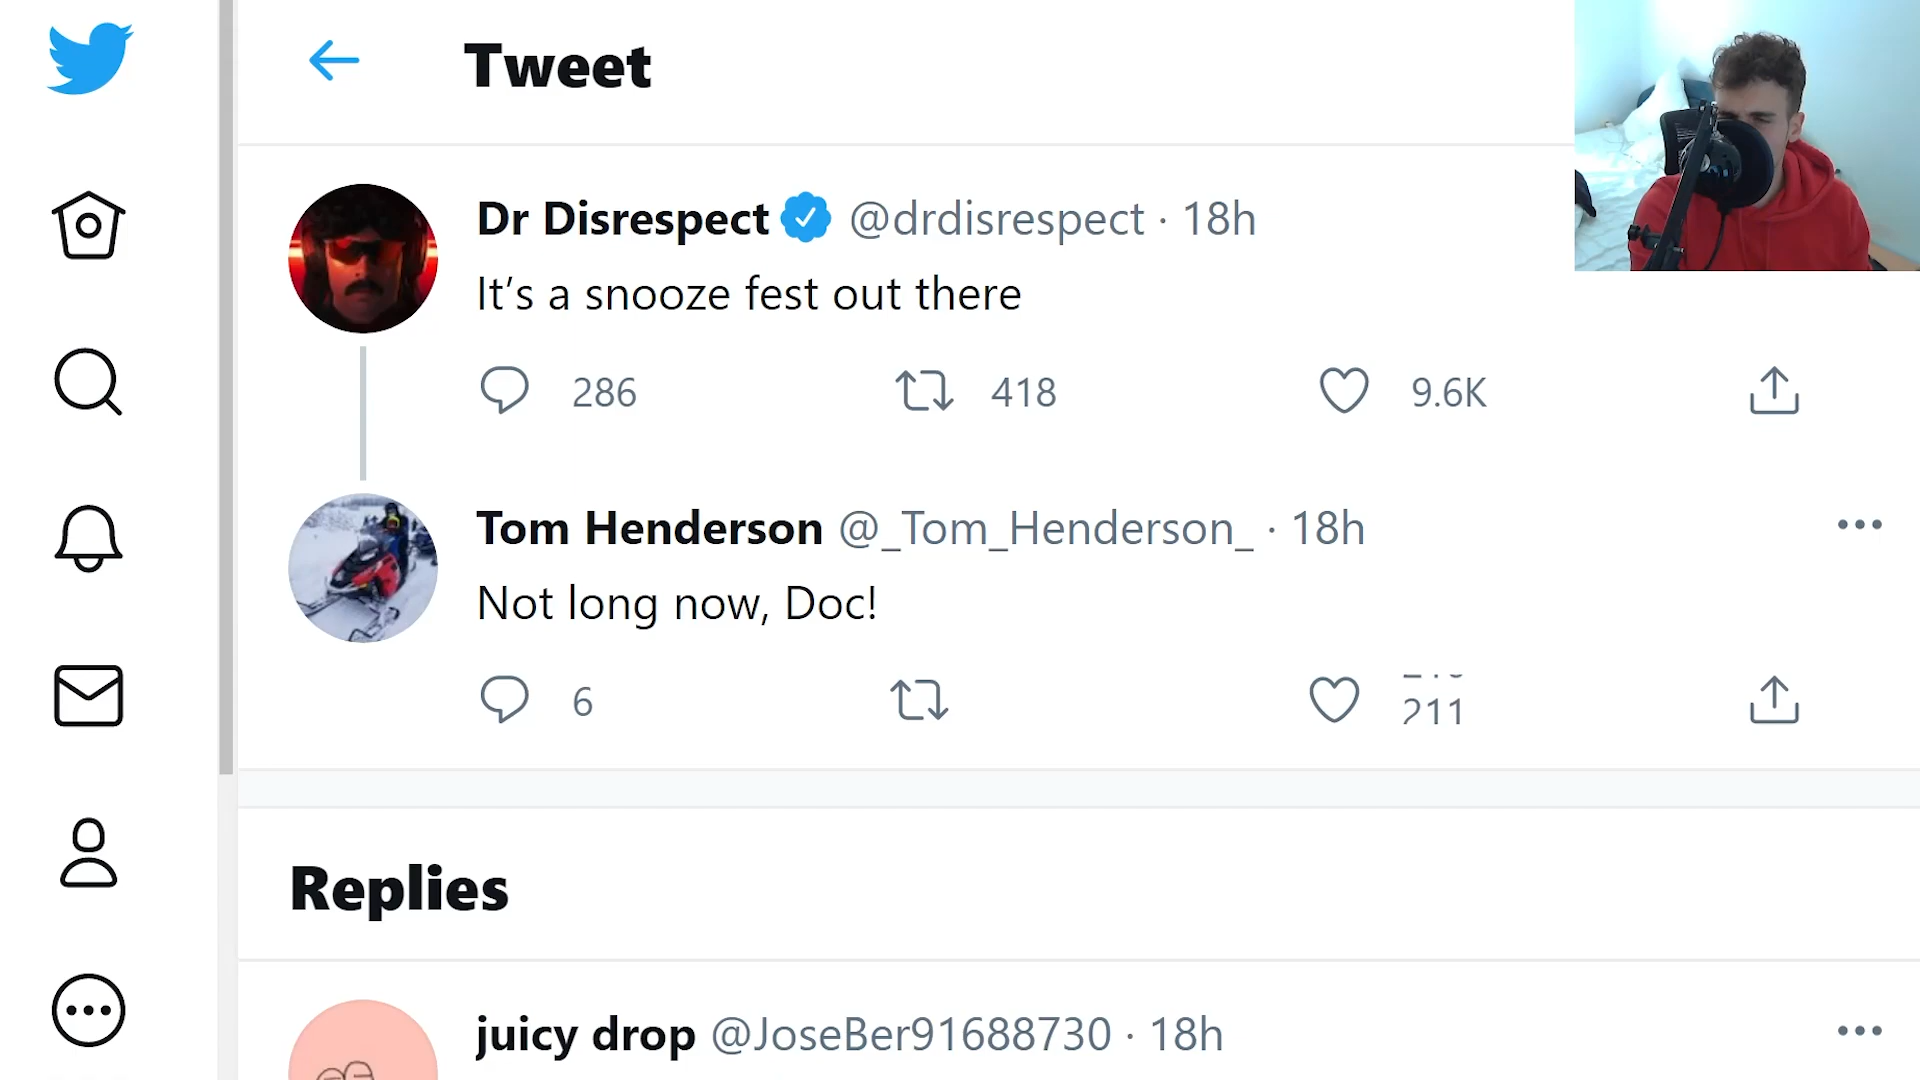 Tweet
Dr Disrespect @drdisrespect · 18h
It’s a snooze fest out there
286 418 9.6K
Tom Henderson @_Tom_Henderson_ · 18h
Not long now, Doc!
6 211
Replies
juicy drop @JoseBer91688730 · 18h